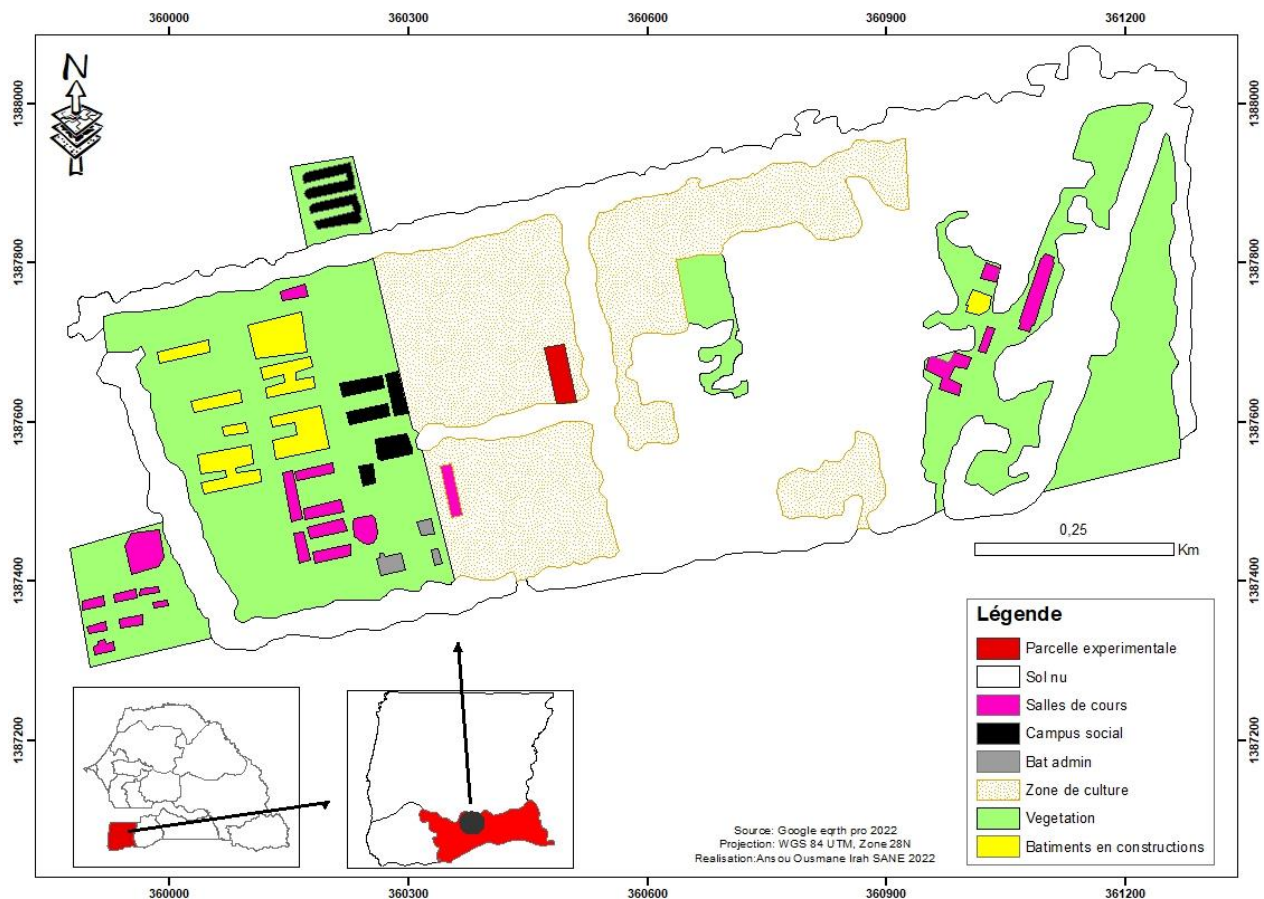 360000 360300 360600 360900 361200
N
1388000 1388000
1387800 1387800
1387600 1387600
0,25
Km
1387400 1387400
Légende
Parcelle experimentale
Sol nu
Salles de cours
Campus social
Bat admin
Zone de culture
Vegetation
Batiments en constructions
1387200 1387200
Source: Google eqrth pro 2022
Projection: WGS 84 UTM, Zone 28N
Realisation:Ansou Ousmane Irah SANE 2022
360000 360300 360600 360900 361200